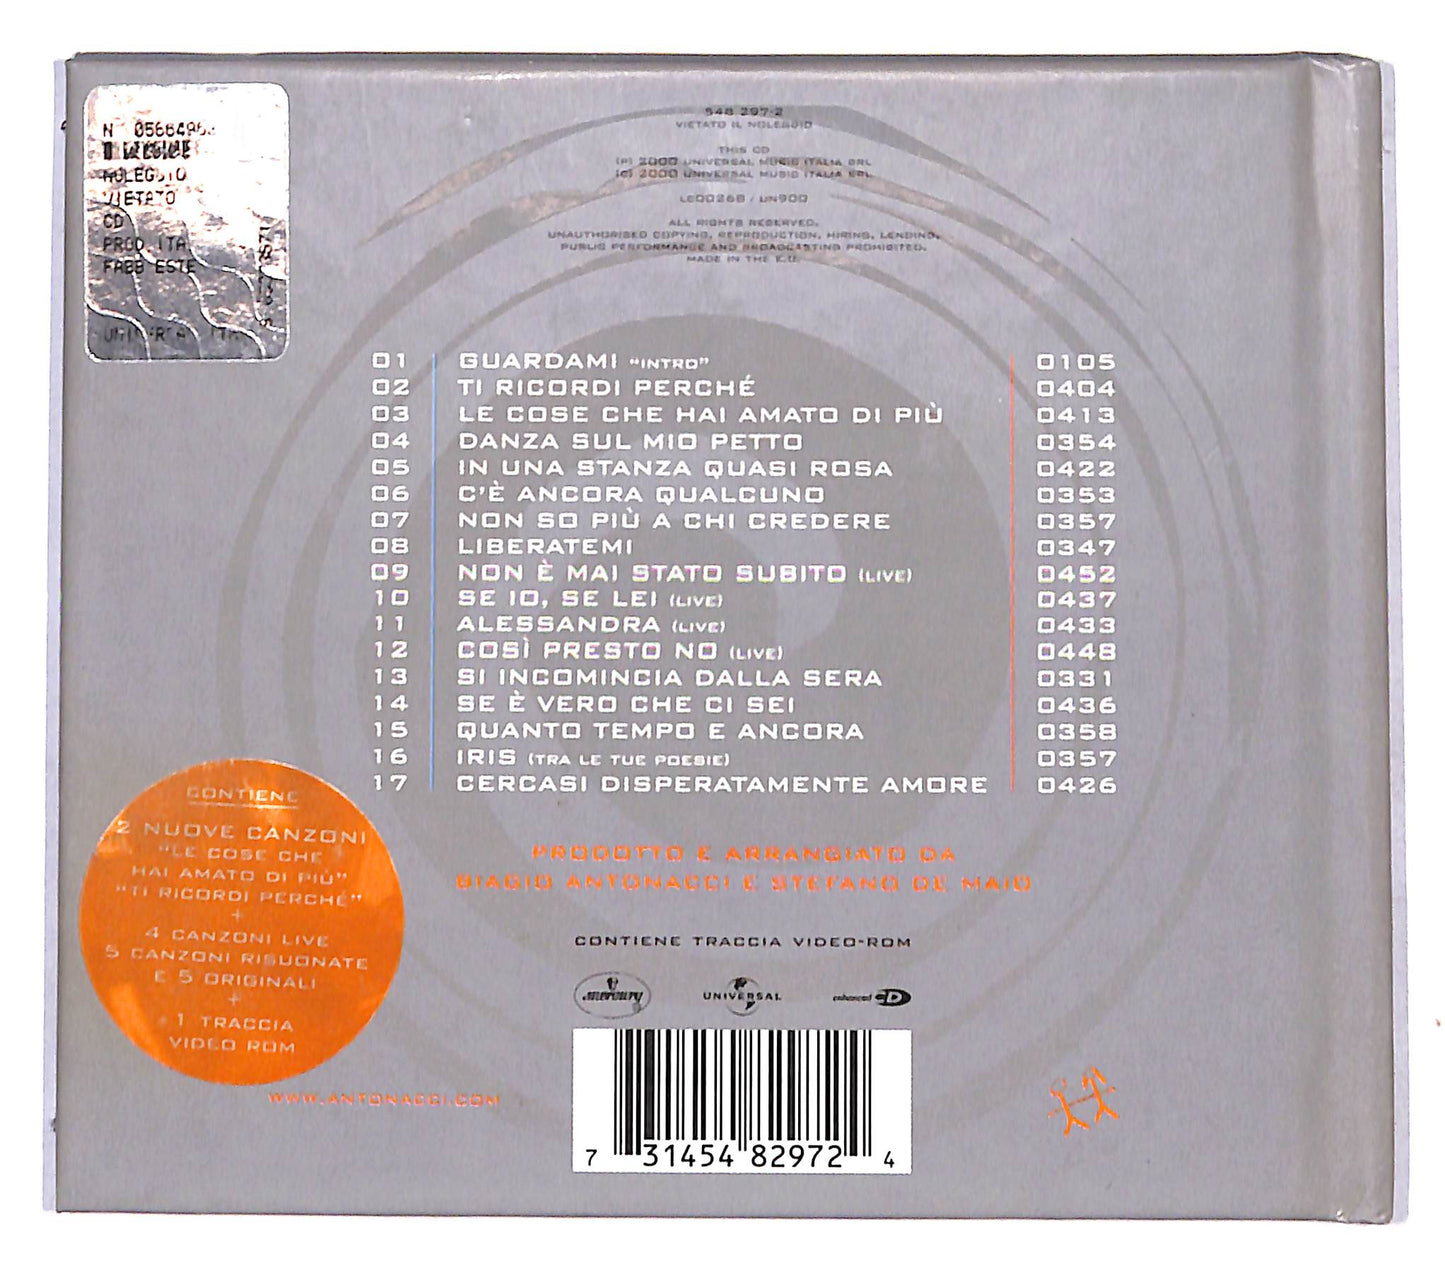 N 05664963
NOLEGGIO
VIETATO
CD
PROD ITA
FABB ESTE
548 297-2
VIETATO IL NOLEGGIO
THIS CD
(P) 2000 UNIVERSAL MUSIC ITALIA SRL
(C) 2000 UNIVERSAL MUSIC ITALIA SRL
LC00268 / UN900
ALL RIGHTS RESERVED.
UNAUTHORISED COPYING, REPRODUCTION, HIRING, LENDING,
PUBLIC PERFORMANCE AND BROADCASTING PROHIBITED.
MADE IN THE E.U.
01 GUARDAMI "INTRO" 0105
02 TI RICORDI PERCHÉ 0404
03 LE COSE CHE HAI AMATO DI PIÙ 0413
04 DANZA SUL MIO PETTO 0354
05 IN UNA STANZA QUASI ROSA 0422
06 C'È ANCORA QUALCUNO 0353
07 NON SO PIÙ A CHI CREDERE 0357
08 LIBERATEMI 0347
09 NON È MAI STATO SUBITO (LIVE) 0452
10 SE IO, SE LEI (LIVE) 0437
11 ALESSANDRA (LIVE) 0433
12 COSÌ PRESTO NO (LIVE) 0448
13 SI INCOMINCIA DALLA SERA 0331
14 SE È VERO CHE CI SEI 0436
15 QUANTO TEMPO E ANCORA 0358
16 IRIS (TRA LE TUE POESIE) 0357
17 CERCASI DISPERATAMENTE AMORE 0426
CONTIENE
2 NUOVE CANZONI
"LE COSE CHE
HAI AMATO DI PIÙ"
"TI RICORDI PERCHÉ"
+
4 CANZONI LIVE
5 CANZONI RISUONATE
E 5 ORIGINALI
+
1 TRACCIA
VIDEO ROM
PRODOTTO E ARRANGIATO DA
BIAGIO ANTONACCI E STEFANO DE MAIO
CONTIENE TRACCIA VIDEO-ROM
mercury UNIVERSAL enhanced CD
WWW.ANTONACCI.COM
7 31454 82972 4